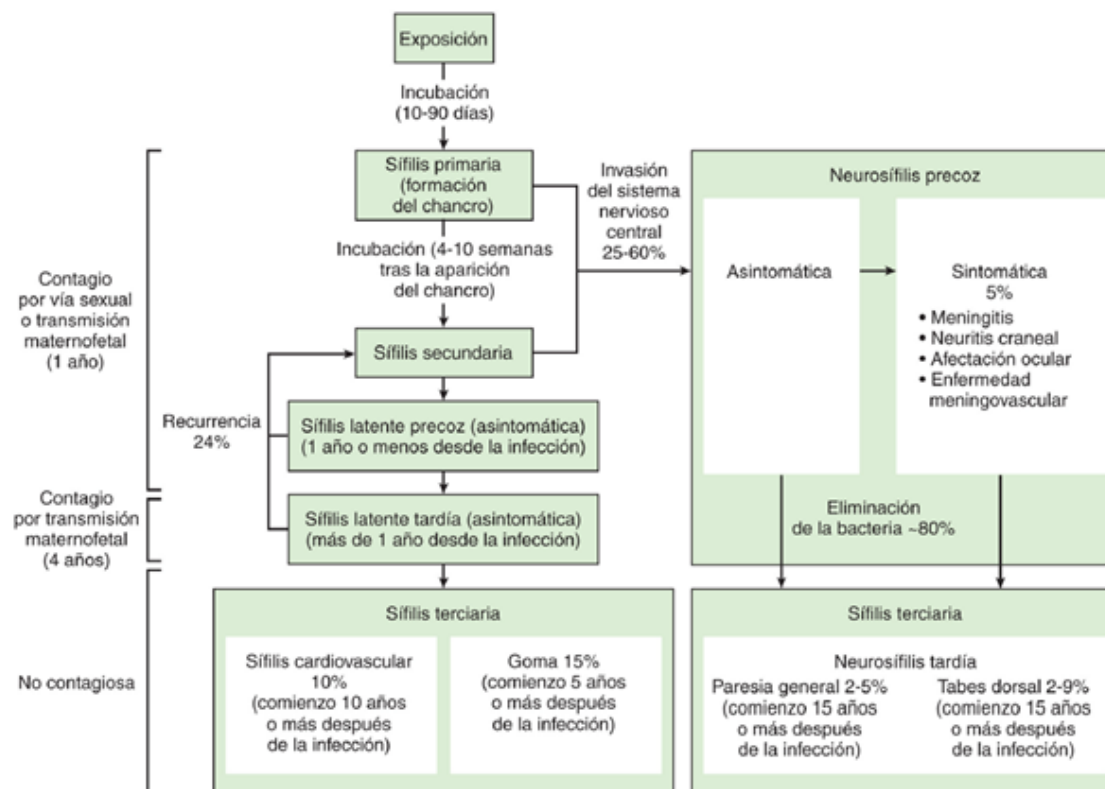 Exposición
Incubación
(10-90 días)
Sífilis primaria
(formación
del chancro)
Invasión
del sistema
nervioso
central
25-60%
Incubación (4-10 semanas
tras la aparición
del chancro)
Sífilis secundaria
Contagio
por vía sexual
o transmisión
maternofetal
(1 año)
Recurrencia
24%
Sífilis latente precoz (asintomática)
(1 año o menos desde la infección)
Contagio
por transmisión
maternofetal
(4 años)
Sífilis latente tardía (asintomática)
(más de 1 año desde la infección)
Neurosífilis precoz
Asintomática
Sintomática
5%
• Meningitis
• Neuritis craneal
• Afectación ocular
• Enfermedad
meningovascular
Eliminación
de la bacteria ~80%
No contagiosa
Sífilis terciaria
Sífilis cardiovascular
10%
(comienzo 10 años
o más después
de la infección)
Goma 15%
(comienzo 5 años
o más después
de la infección)
Sífilis terciaria
Neurosífilis tardía
Paresia general 2-5%
(comienzo 15 años
o más después
de la infección)
Tabes dorsal 2-9%
(comienzo 15 años
o más después
de la infección)